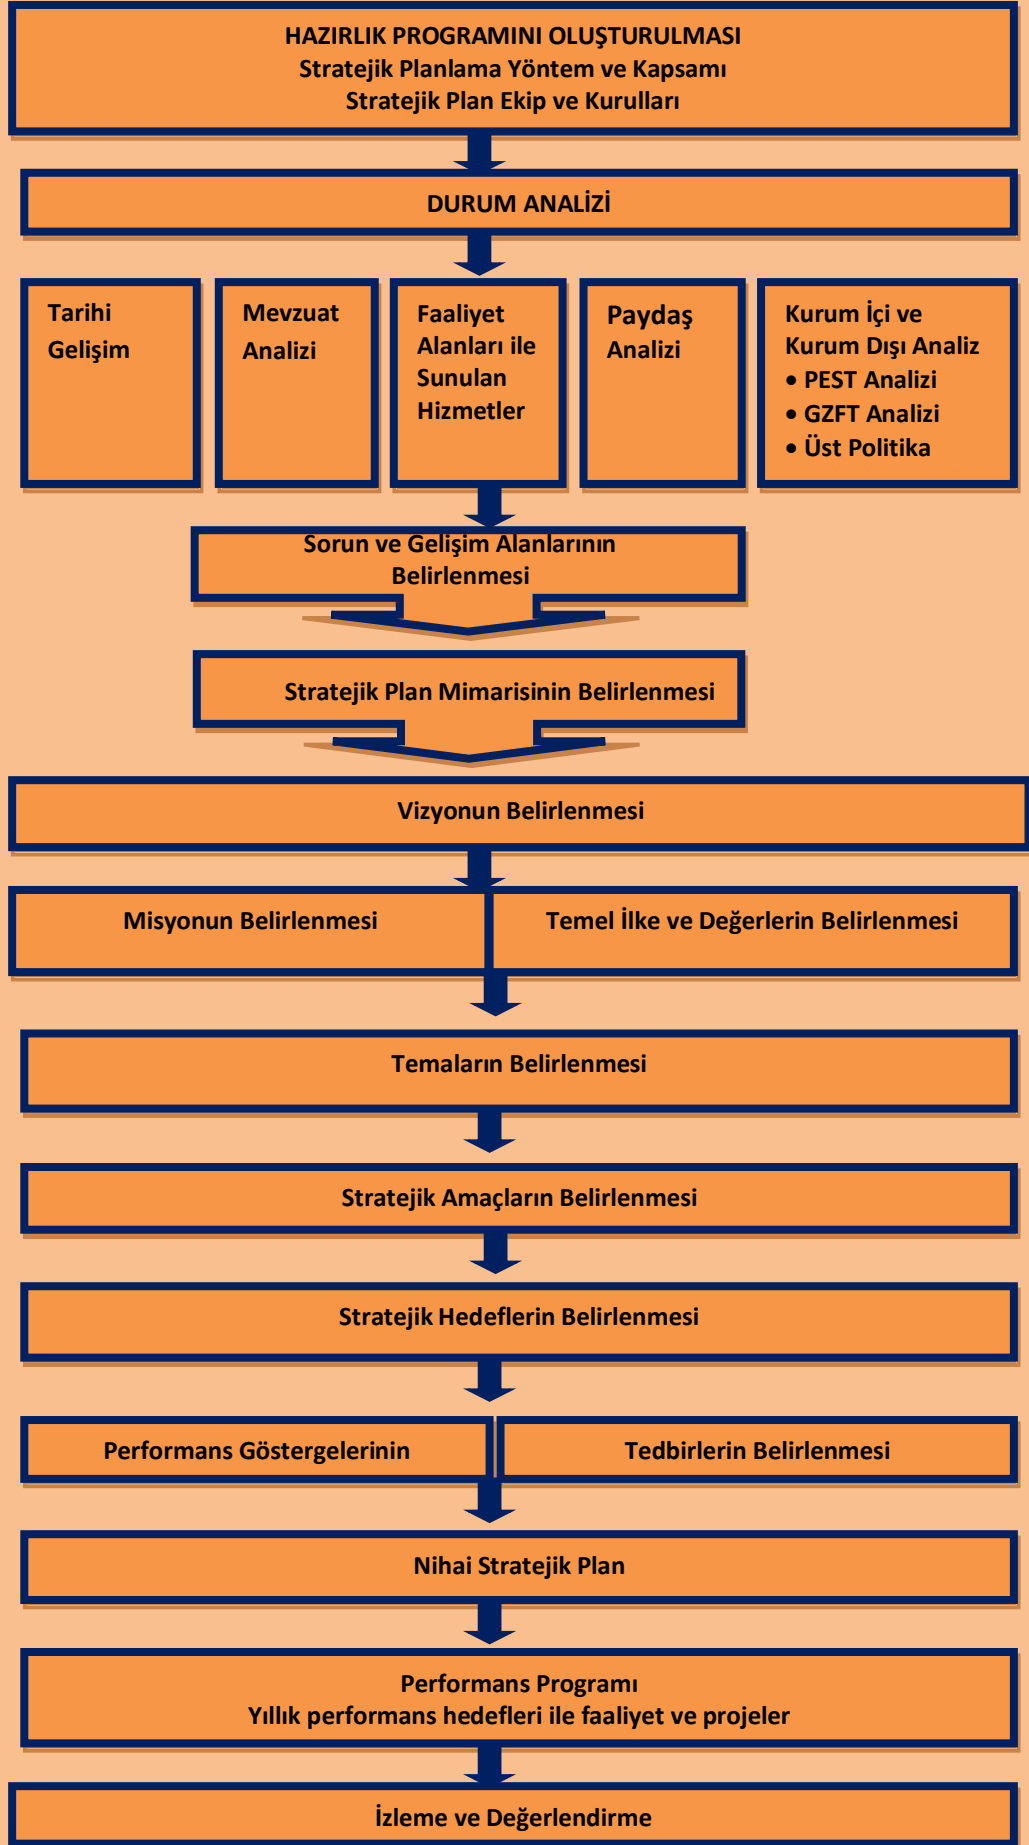 HAZIRLIK PROGRAMINI OLUŞTURULMASI
Stratejik Planlama Yöntem ve Kapsamı
Stratejik Plan Ekip ve Kurulları
DURUM ANALİZİ
Tarihi
Gelişim
Mevzuat
Analizi
Faaliyet
Alanları ile
Sunulan
Hizmetler
Paydaş
Analizi
Kurum İçi ve
Kurum Dışı Analiz
• PEST Analizi
• GZFT Analizi
• Üst Politika
Sorun ve Gelişim Alanlarının
Belirlenmesi
Stratejik Plan Mimarisinin Belirlenmesi
Vizyonun Belirlenmesi
Misyonun Belirlenmesi
Temel İlke ve Değerlerin Belirlenmesi
Temaların Belirlenmesi
Stratejik Amaçların Belirlenmesi
Stratejik Hedeflerin Belirlenmesi
Performans Göstergelerinin
Tedbirlerin Belirlenmesi
Nihai Stratejik Plan
Performans Programı
Yıllık performans hedefleri ile faaliyet ve projeler
İzleme ve Değerlendirme